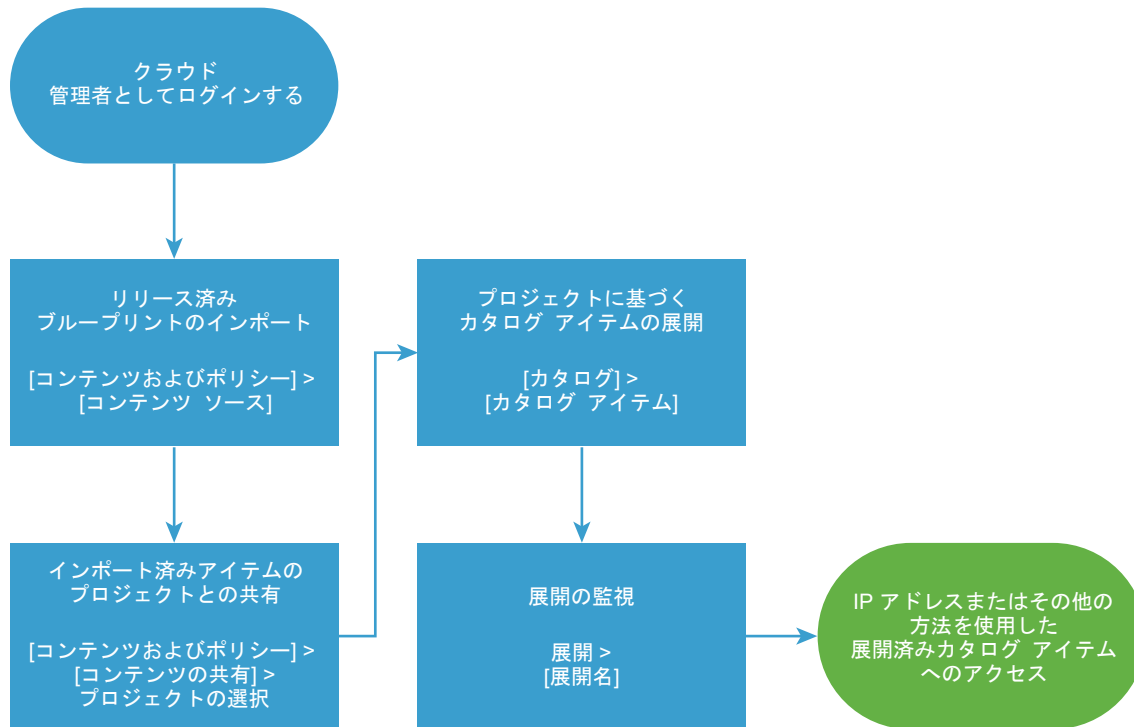 クラウド
管理者としてログインする
リリース済み
ブループリントのインポート
[コンテンツおよびポリシー] >
[コンテンツ ソース]
インポート済みアイテムの
プロジェクトとの共有
[コンテンツおよびポリシー] >
[コンテンツの共有] >
プロジェクトの選択
プロジェクトに基づく
カタログ アイテムの展開
[カタログ] >
[カタログ アイテム]
展開の監視
展開 >
[展開名]
IP アドレスまたはその他の
方法を使用した
展開済みカタログ アイテム
へのアクセス